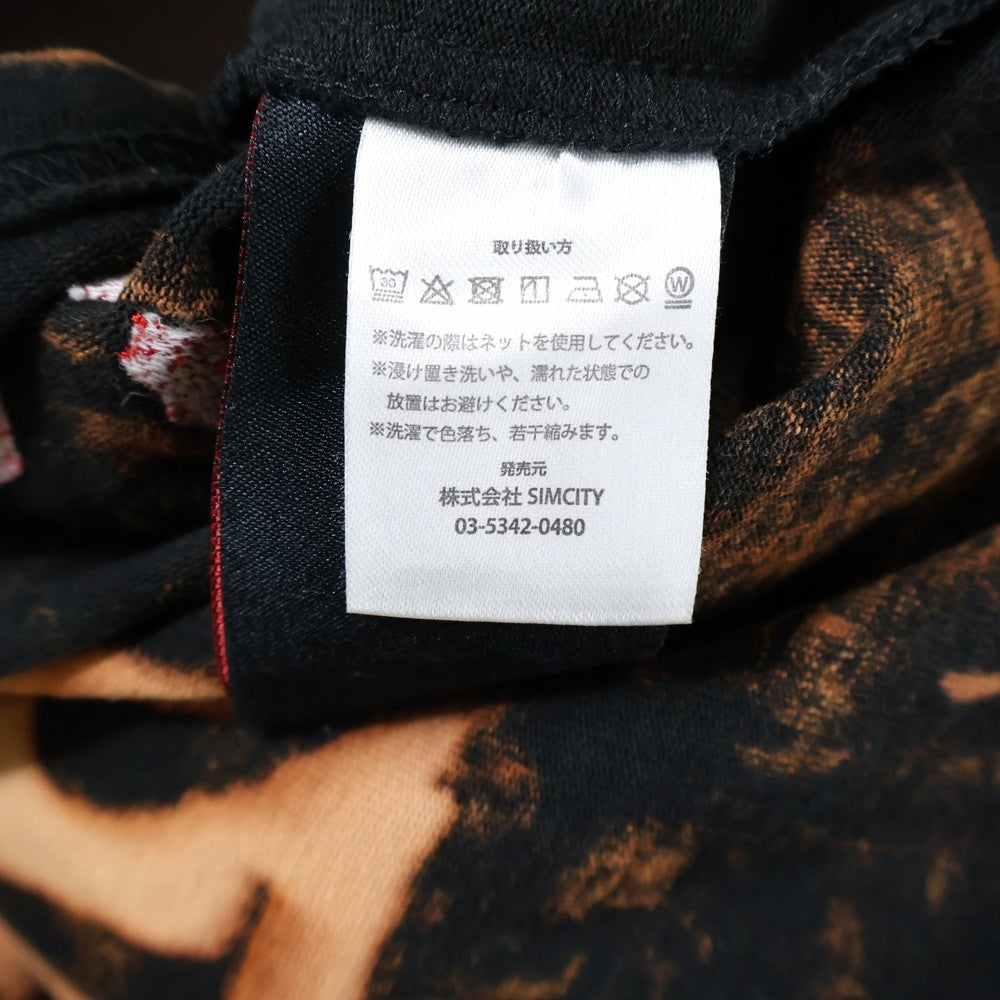 取り扱い方
30 W
※洗濯の際はネットを使用してください。
※浸け置き洗いや、濡れた状態での
放置はお避けください。
※洗濯で色落ち、若干縮みます。
発売元
株式会社 SIMCITY
03-5342-0480